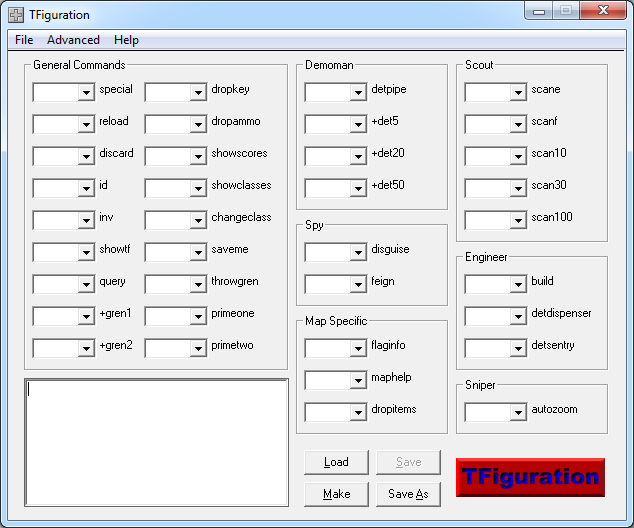 TFiguration
File Advanced Help
General Commands
special dropkey
reload dropammo
discard showscores
id showclasses
inv changeclass
showtf saveme
query throwgren
+gren1 primeone
+gren2 primetwo
Demoman
detpipe
+det5
+det20
+det50
Spy
disguise
feign
Map Specific
flaginfo
maphelp
dropitems
Scout
scane
scanf
scan10
scan30
scan100
Engineer
build
detdispenser
detsentry
Sniper
autozoom
Load Save
Make Save As
TFiguration